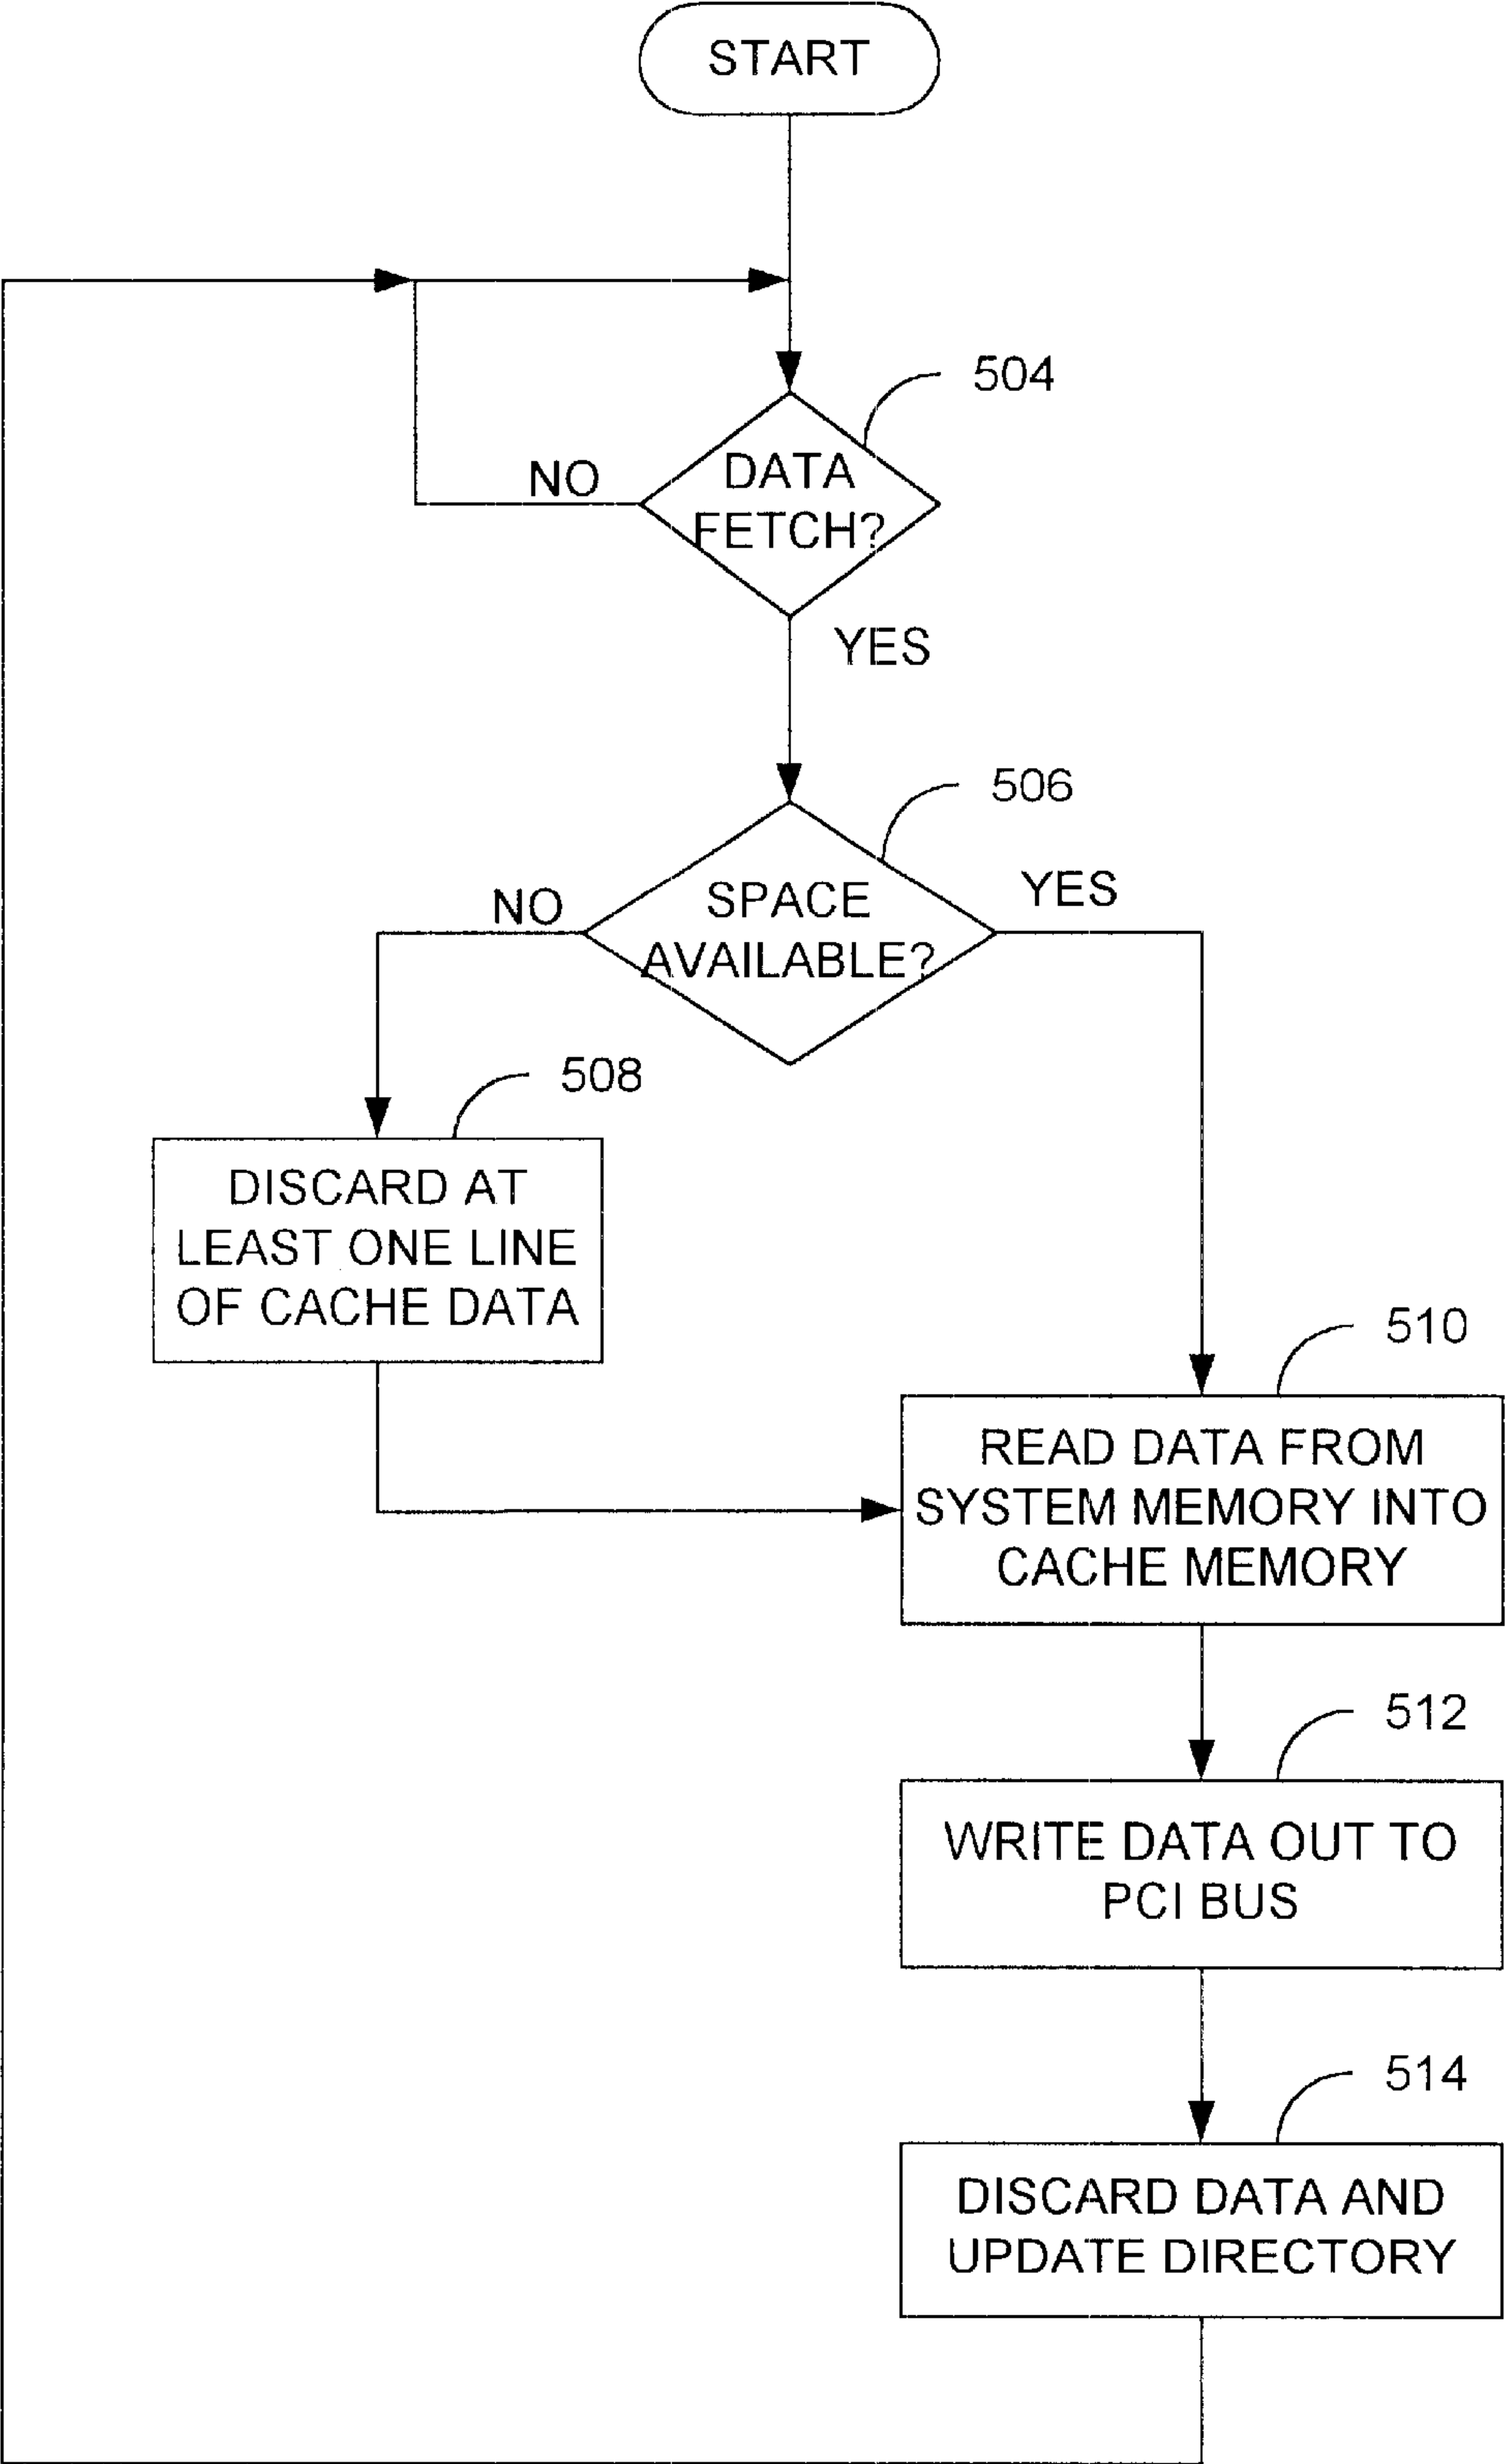 START
504
DATA
FETCH?
NO
YES
506
SPACE
AVAILABLE?
NO
YES
508
DISCARD AT
LEAST ONE LINE
OF CACHE DATA
510
READ DATA FROM
SYSTEM MEMORY INTO
CACHE MEMORY
512
WRITE DATA OUT TO
PCI BUS
514
DISCARD DATA AND
UPDATE DIRECTORY